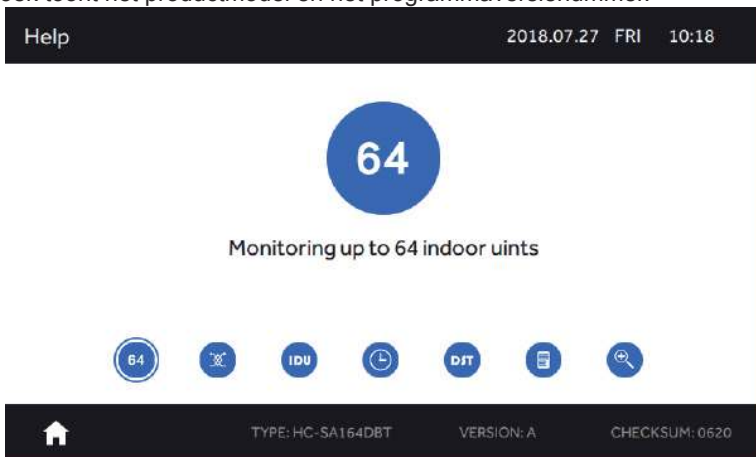 ook toont het productmodel en het programmaversienummer.
Help 2018.07.27 FRI 10:18
64
Monitoring up to 64 indoor uints
64 IDU DST
TYPE: HC-SA164DBT VERSION: A CHECKSUM: 0620